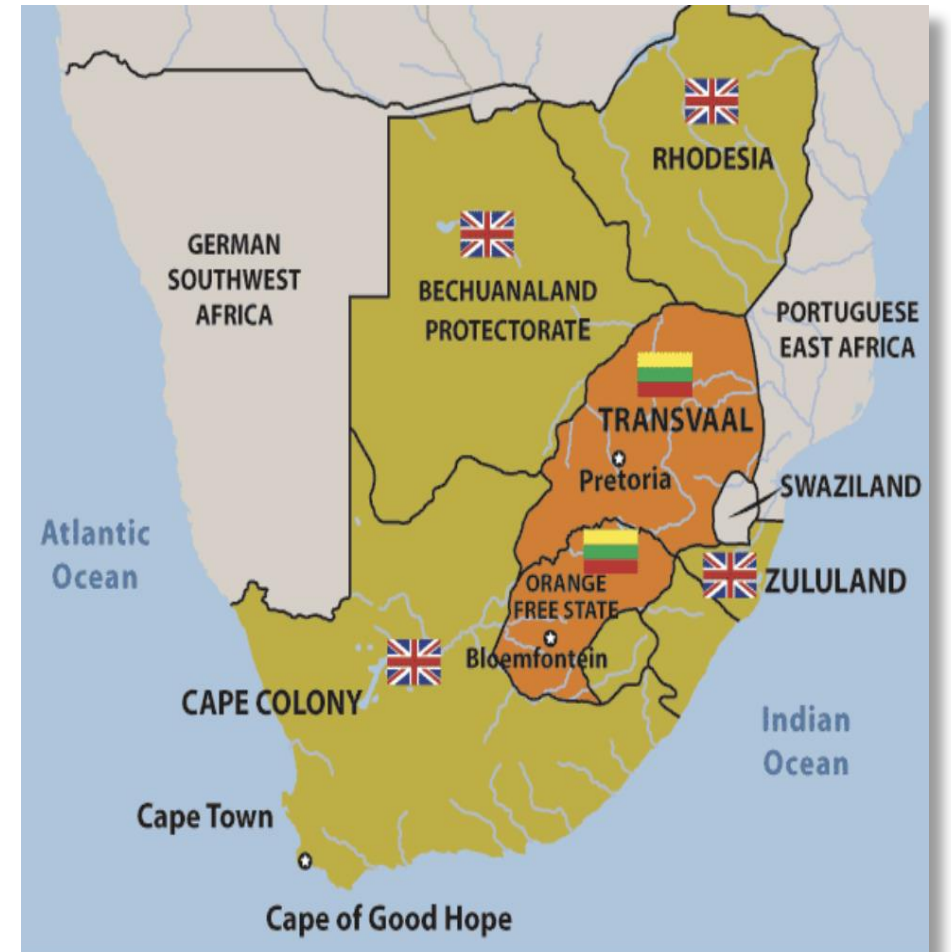 RHODESIA
GERMAN
SOUTHWEST
AFRICA
BECHUANALAND
PROTECTORATE
PORTUGUESE
EAST AFRICA
TRANSVAAL
Pretoria
SWAZILAND
Atlantic
Ocean
ORANGE
FREE STATE
ZULULAND
Bloemfontein
CAPE COLONY
Indian
Ocean
Cape Town
Cape of Good Hope